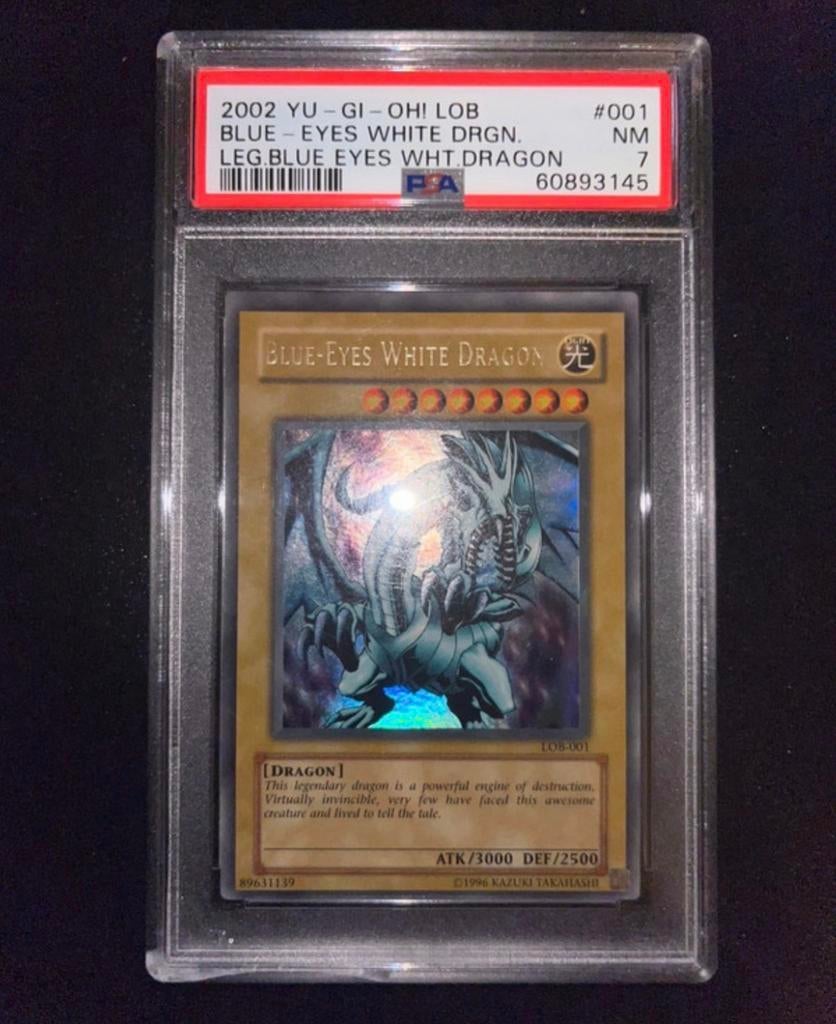 2002 YU-GI-OH! LOB #001
BLUE-EYES WHITE DRGN. NM
LEG.BLUE EYES WHT.DRAGON 7
PSA 60893145
BLUE-EYES WHITE DRAGON LIGHT 光
LOB-001
[DRAGON]
This legendary dragon is a powerful engine of destruction.
Virtually invincible, very few have faced this awesome
creature and lived to tell the tale.
ATK/3000 DEF/2500
89631139 ©1996 KAZUKI TAKAHASHI